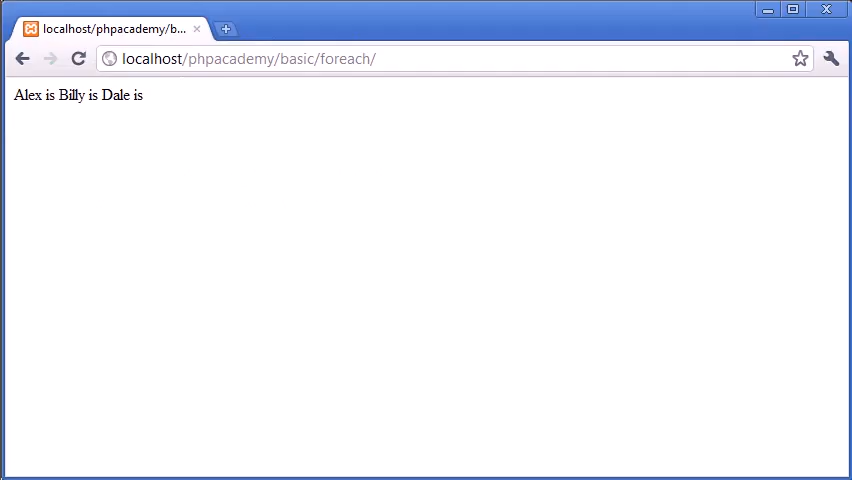 localhost/phpacademy/b...
localhost/phpacademy/basic/foreach/
Alex is Billy is Dale is